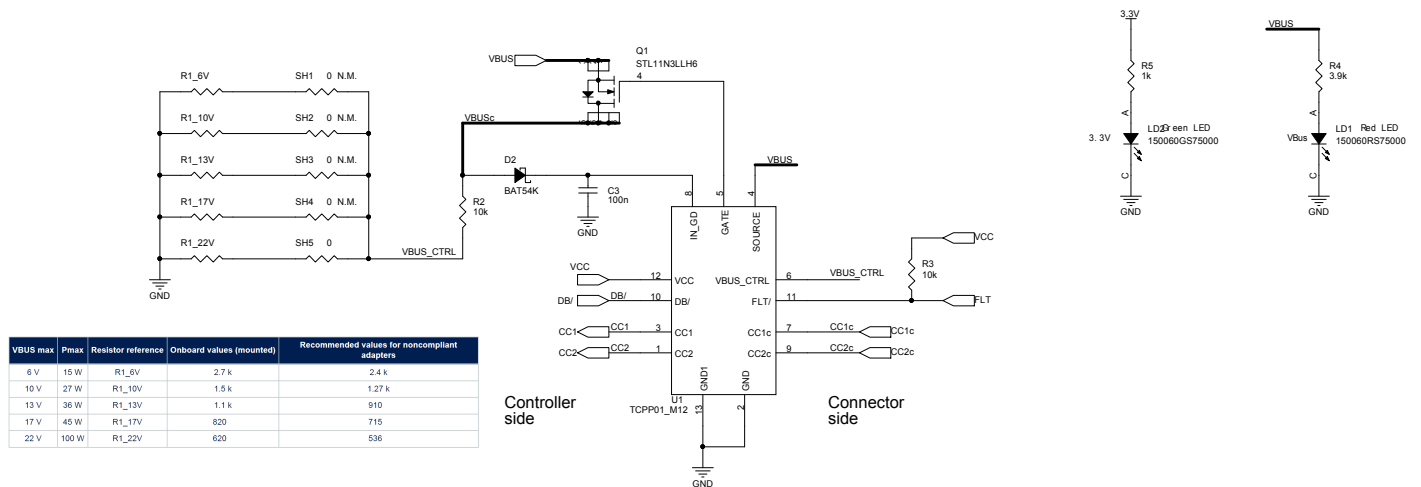 3.3V
VBUS
R5
1k
R4
3.9k
A
A
3.3V
LD2 Green LED
150060GS75000
VBus
LD1 Red LED
150060RS75000
C
C
GND
GND
Q1
STL11N3LLH6
VBUS
4
R1_6V
SH1 0 N.M.
R1_10V
SH2 0 N.M.
R1_13V
SH3 0 N.M.
R1_17V
SH4 0 N.M.
R1_22V
SH5 0
VBUS_CTRL
GND
VBUSc
D2
BAT54K
R2
10k
C3
100n
GND
VBUS
8
5
4
IN_GD
GATE
SOURCE
VCC
12
VCC
DB/
DB/
10
DB/
CC1
CC1
3
CC1
CC2
CC2
1
CC2
VBUS_CTRL
6
VBUS_CTRL
FLT/
11
FLT
R3
10k
VCC
CC1c
7
CC1c
CC1c
CC2c
9
CC2c
CC2c
GND1
GND
U1
TCPP01_M12
13
2
GND
Controller
side
Connector
side
VBUS max Pmax Resistor reference Onboard values (mounted) Recommended values for noncompliant
adapters
6 V 15 W R1_6V 2.7 k 2.4 k
10 V 27 W R1_10V 1.5 k 1.27 k
13 V 36 W R1_13V 1.1 k 910
17 V 45 W R1_17V 820 715
22 V 100 W R1_22V 620 536